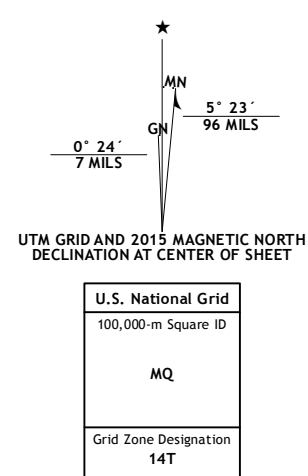 MN
5° 23´
96 MILS
GN
0° 24´
7 MILS
UTM GRID AND 2015 MAGNETIC NORTH
DECLINATION AT CENTER OF SHEET
U.S. National Grid
100,000-m Square ID
MQ
Grid Zone Designation
14T